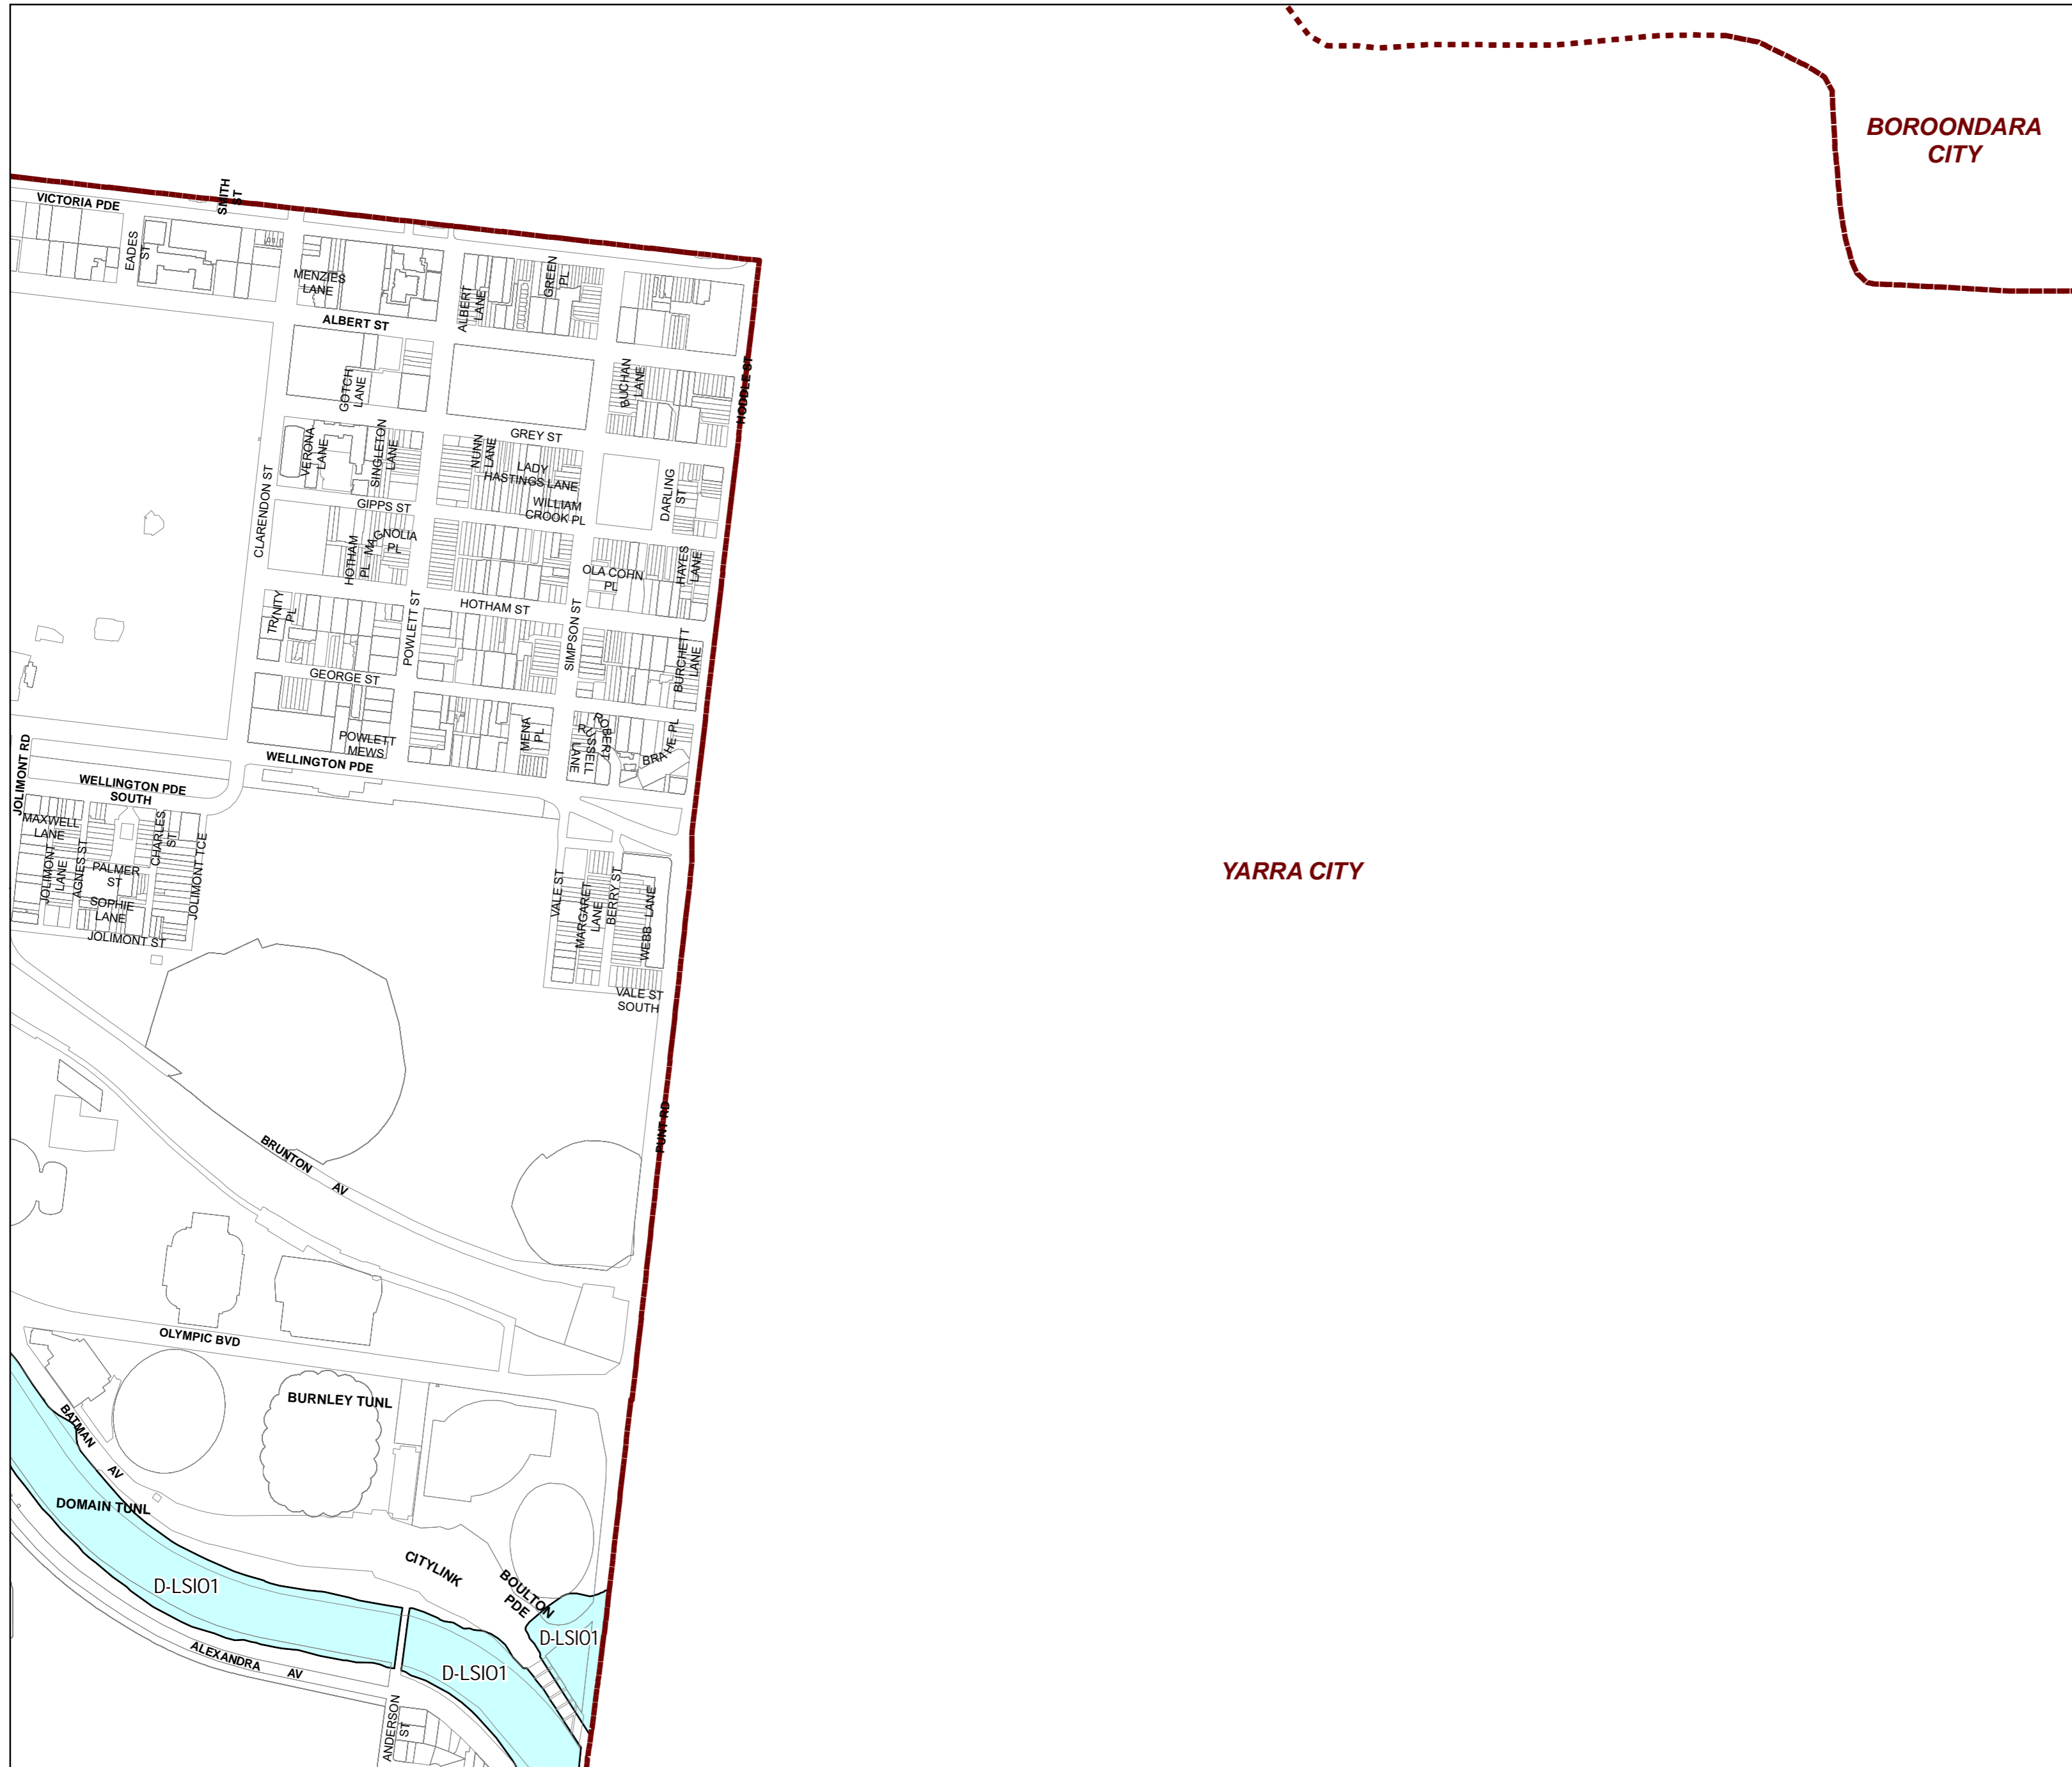 BOROONDARA
CITY
VICTORIA PDE
SMITH
ST
EADES
ST
MENZIES
LANE
ALBERT
LANE
GREEN
PL
ALBERT ST
GOTCH
LANE
BUCHAN
LANE
HODDLE ST
GREY ST
VERONA
LANE
SINGLETON
LANE
NUNN
LANE
LADY
HASTINGS LANE
WILLIAM
CROOK PL
DARLING
ST
CLARENDON ST
GIPPS ST
HOTHAM
PL
MAGNOLIA
PL
OLA COHN
PL
HAYES
LANE
TRINITY
PL
POWLETT ST
HOTHAM ST
SIMPSON ST
BURCHETT
LANE
GEORGE ST
POWLETT
MEWS
MENA
PL
ROBERT
RUSSELL
LANE
BRAHE PL
JOLIMONT RD
WELLINGTON PDE
WELLINGTON PDE
SOUTH
MAXWELL
LANE
JOLIMONT
LANE
AGNES ST
PALMER
ST
SOPHIE
LANE
CHARLES
ST
JOLIMONT TCE
JOLIMONT ST
VALE ST
MARGARET
LANE
BERRY ST
WEBB LANE
VALE ST
SOUTH
YARRA CITY
PUNT RD
BRUNTON AV
OLYMPIC BVD
BURNLEY TUNL
BATMAN AV
DOMAIN TUNL
CITYLINK
BOULTON
PDE
D-LSIO1
D-LSIO1
D-LSIO1
ALEXANDRA AV
ANDERSON
ST